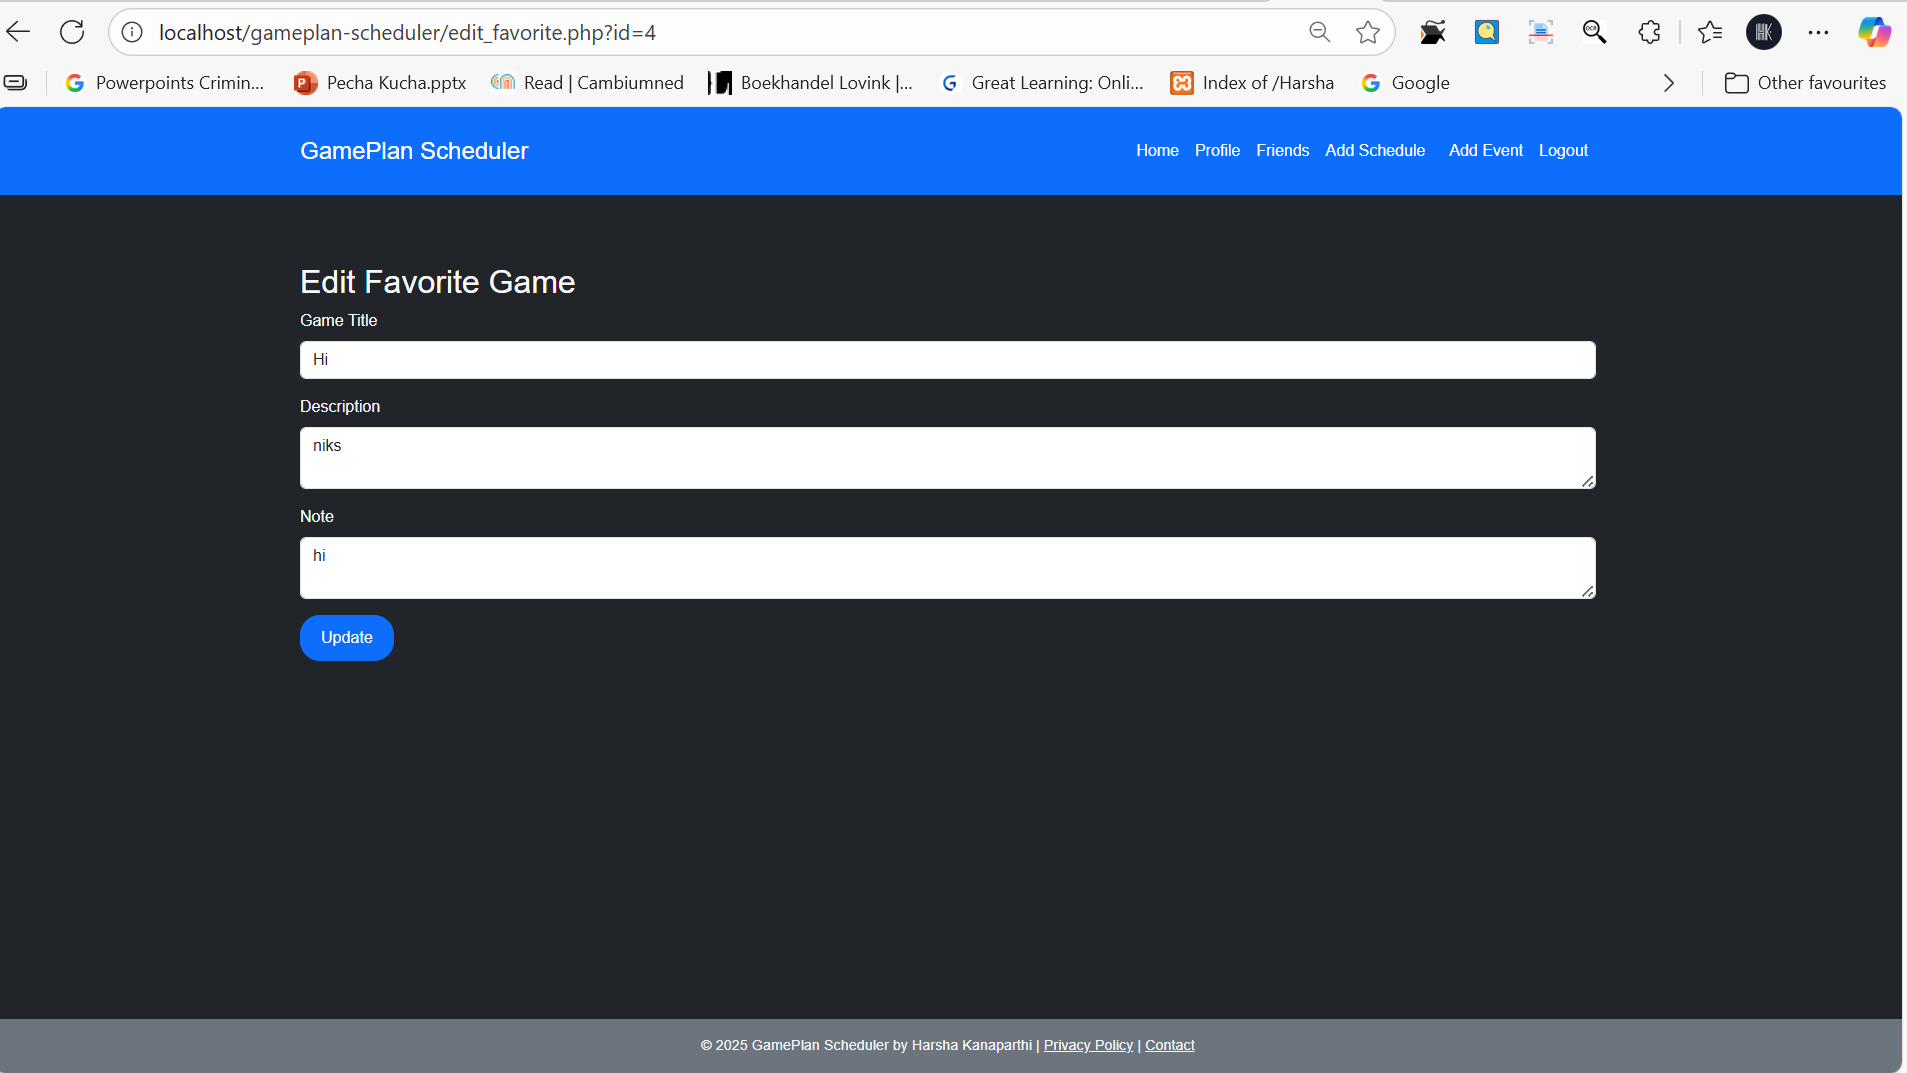 localhost/gameplan-scheduler/edit_favorite.php?id=4
Powerpoints Crimin... Pecha Kucha.pptx Read | Cambiumned Boekhandel Lovink |... Great Learning: Onli... Index of /Harsha Google Other favourites
GamePlan Scheduler Home Profile Friends Add Schedule Add Event Logout
Edit Favorite Game
Game Title
Hi
Description
niks
Note
hi
Update
© 2025 GamePlan Scheduler by Harsha Kanaparthi | Privacy Policy | Contact